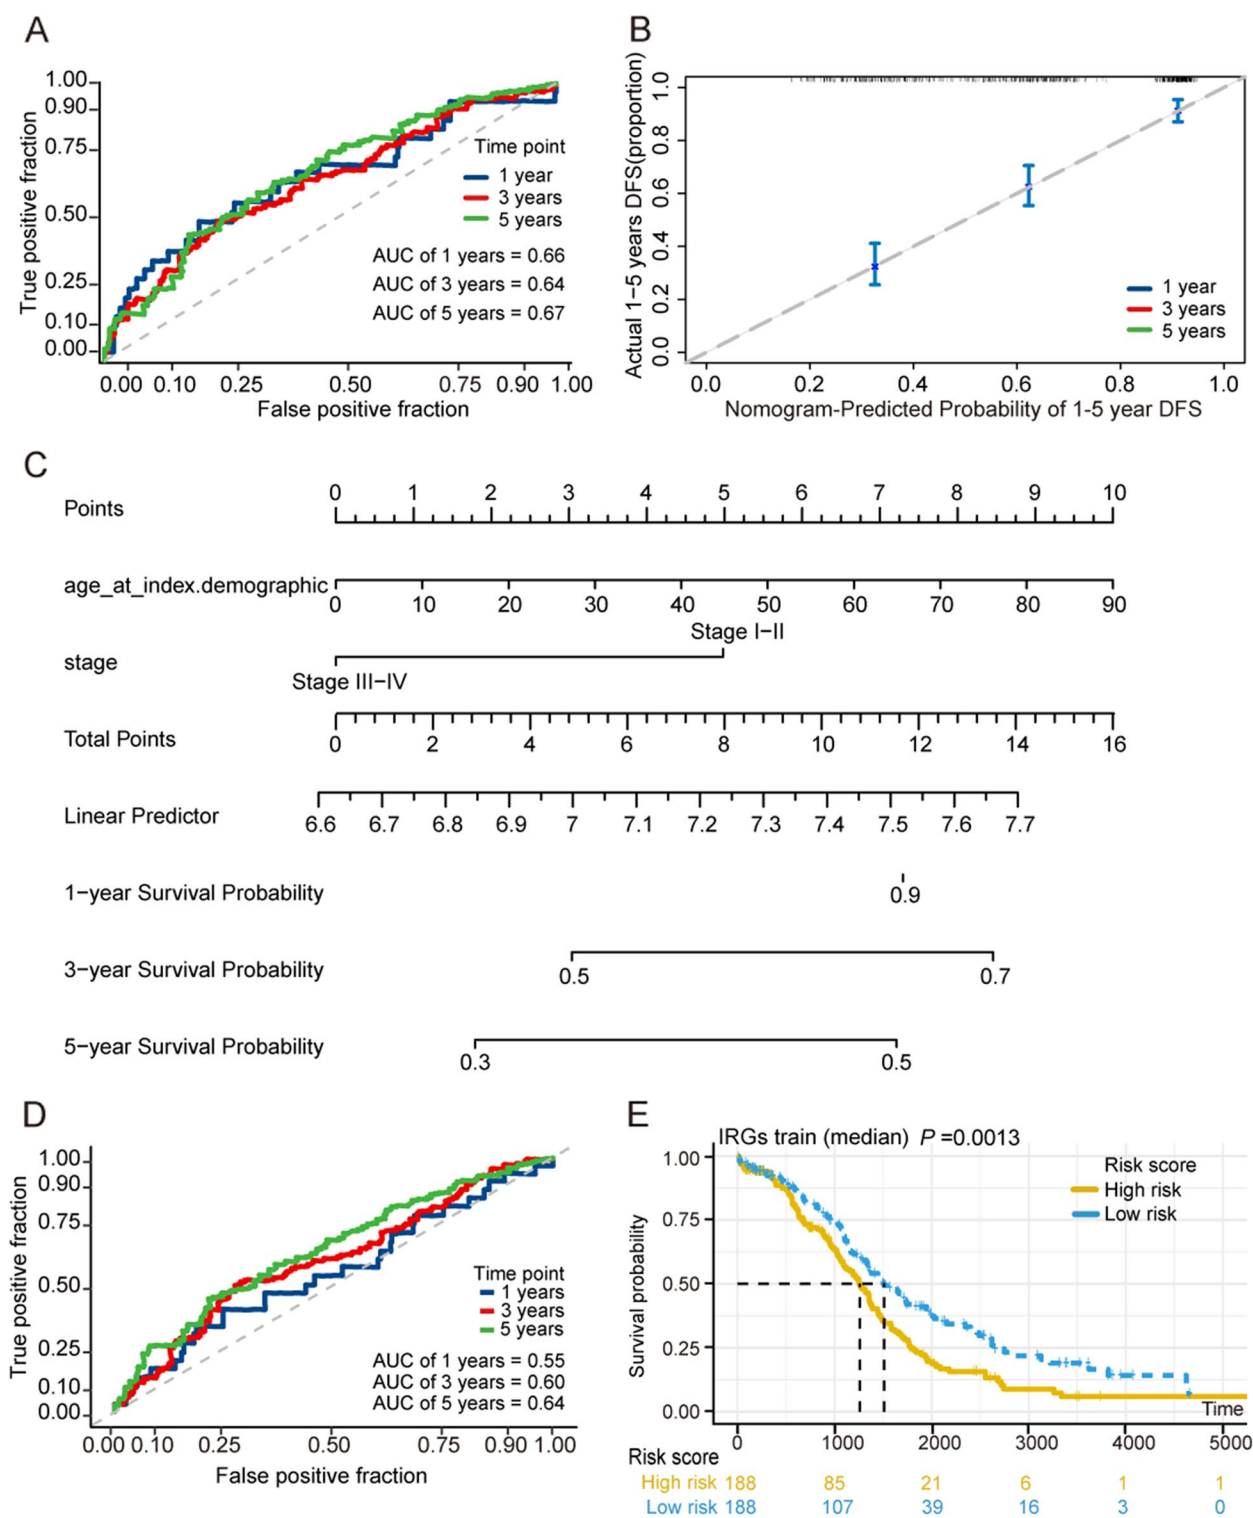 A
1.00
0.90
0.75
0.50
0.25
0.10
0.00
True positive fraction
Time point
1 year
3 years
5 years
AUC of 1 years = 0.66
AUC of 3 years = 0.64
AUC of 5 years = 0.67
0.00 0.10 0.25 0.50 0.75 0.90 1.00
False positive fraction
B
Actual 1−5 years DFS(proportion)
1.0
0.8
0.6
0.4
0.2
0.0
1 year
3 years
5 years
0.0 0.2 0.4 0.6 0.8 1.0
Nomogram-Predicted Probability of 1-5 year DFS
C
0 1 2 3 4 5 6 7 8 9 10
Points
age_at_index.demographic
0 10 20 30 40 50 60 70 80 90
Stage I−II
stage
Stage III−IV
Total Points
0 2 4 6 8 10 12 14 16
Linear Predictor
6.6 6.7 6.8 6.9 7 7.1 7.2 7.3 7.4 7.5 7.6 7.7
1−year Survival Probability
0.9
3−year Survival Probability
0.5 0.7
5−year Survival Probability
0.3 0.5
D
1.00
0.90
0.75
0.50
0.25
0.10
0.00
True positive fraction
Time point
1 years
3 years
5 years
AUC of 1 years = 0.55
AUC of 3 years = 0.60
AUC of 5 years = 0.64
0.00 0.10 0.25 0.50 0.75 0.90 1.00
False positive fraction
E
IRGs train (median) P =0.0013
1.00
0.75
0.50
0.25
0.00
Survival probability
Risk score
High risk
Low risk
Time
0 1000 2000 3000 4000 5000
Risk score
High risk 188 85 21 6 1 1
Low risk 188 107 39 16 3 0